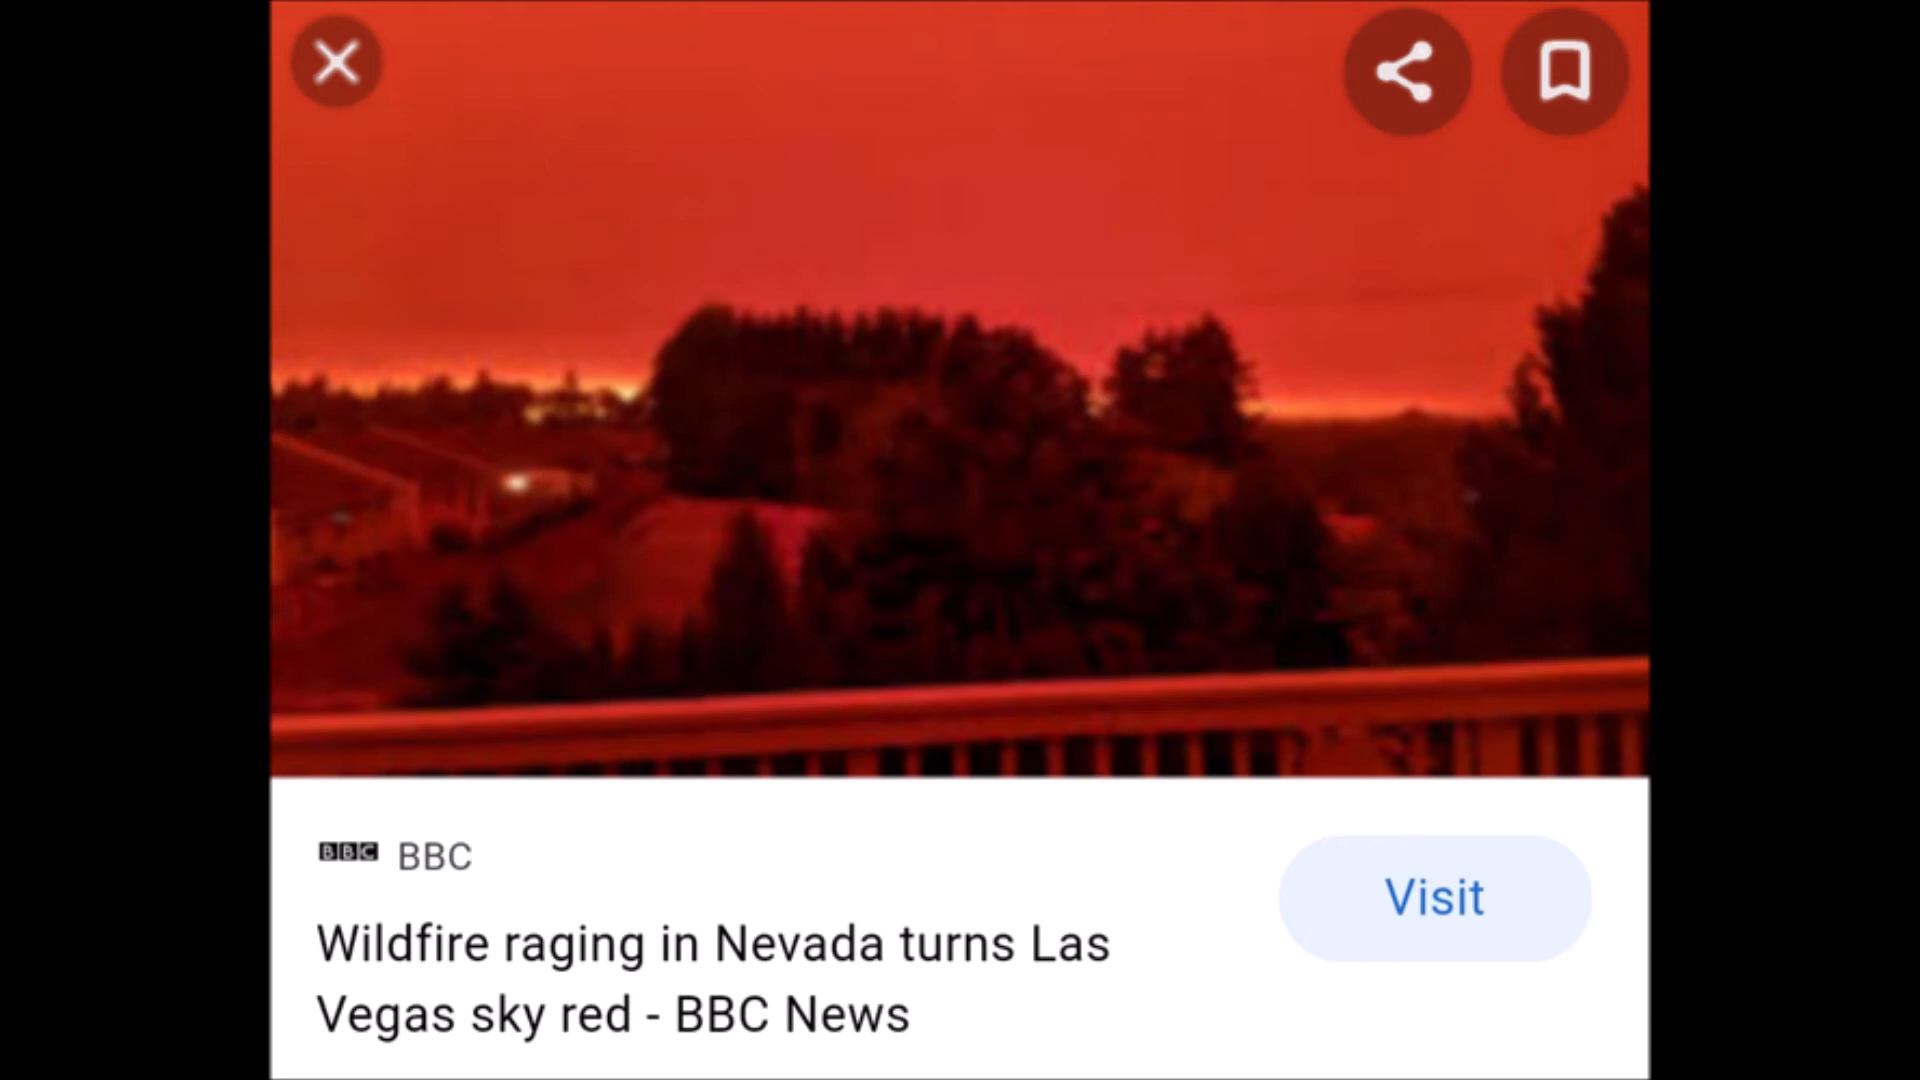 BBC BBC
Wildfire raging in Nevada turns Las
Vegas sky red - BBC News
Visit